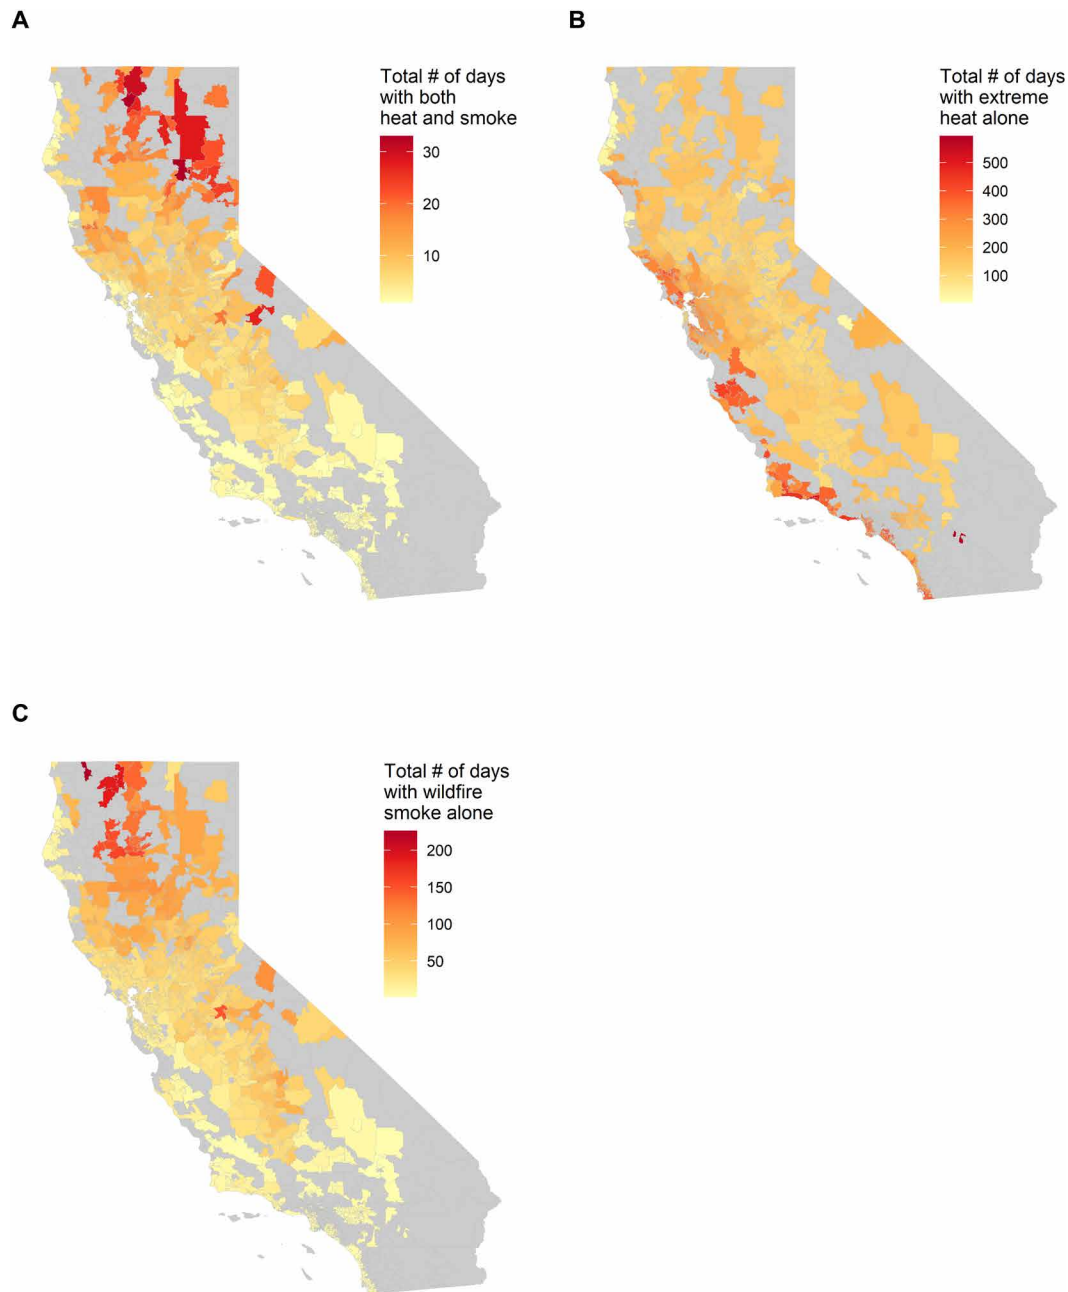 A
Total # of days
with both
heat and smoke
30
20
10
B
Total # of days
with extreme
heat alone
500
400
300
200
100
C
Total # of days
with wildfire
smoke alone
200
150
100
50